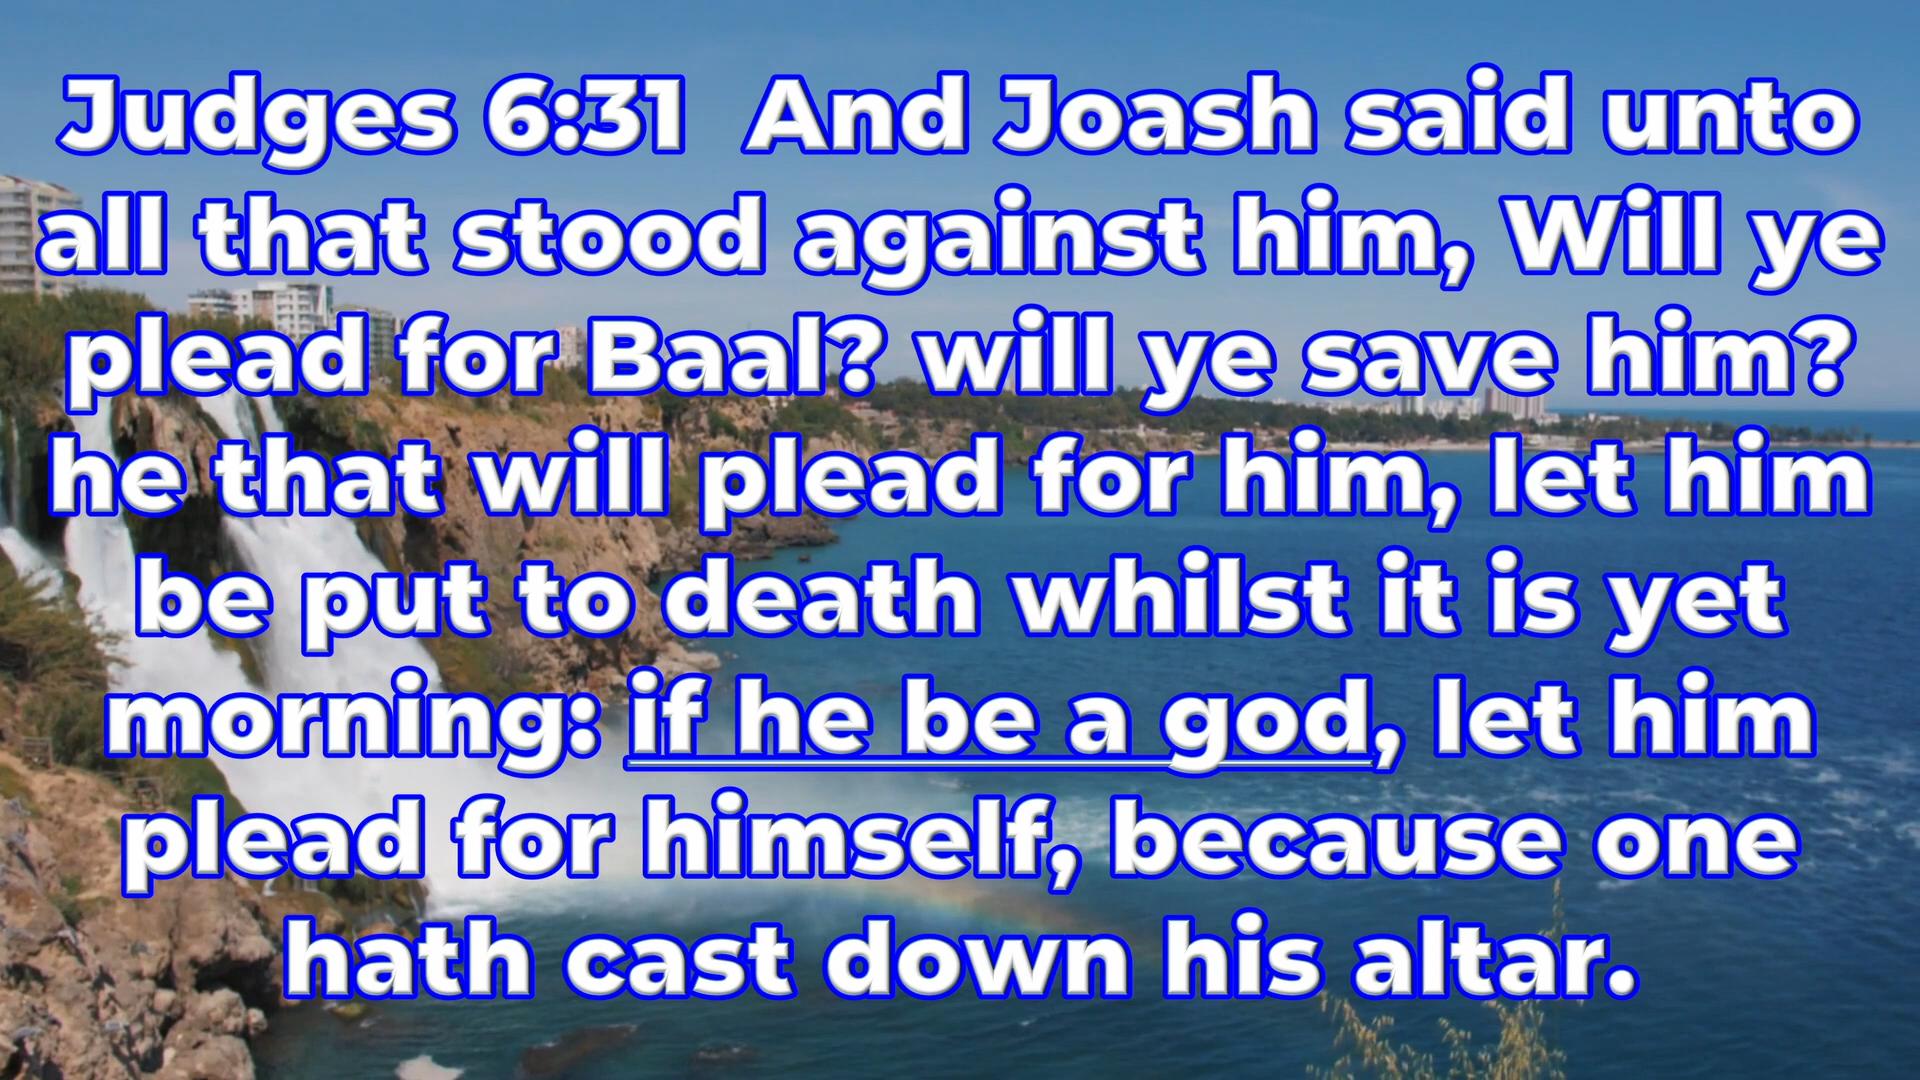 Judges 6:31  And Joash said unto
all that stood against him, Will ye
plead for Baal? will ye save him?
he that will plead for him, let him
be put to death whilst it is yet
morning: if he be a god, let him
plead for himself, because one
hath cast down his altar.